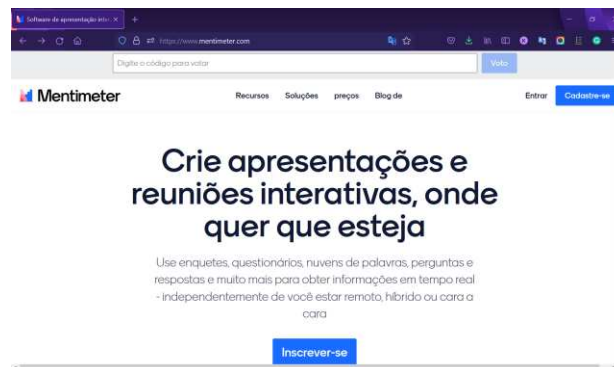 Software de apresentação inter
https://www.mentimeter.com
Digite o código para votar
Voto
Mentimeter
Recursos Soluções preços Blog de
Entrar Cadastre-se
Crie apresentações e
reuniões interativas, onde
quer que esteja
Use enquetes, questionários, nuvens de palavras, perguntas e
respostas e muito mais para obter informações em tempo real
- independentemente de você estar remoto, híbrido ou cara a
cara
Inscrever-se